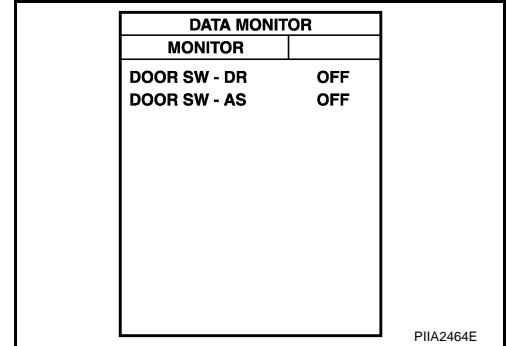 DATA MONITOR
MONITOR
DOOR SW - DR OFF
DOOR SW - AS OFF
PIIA2464E